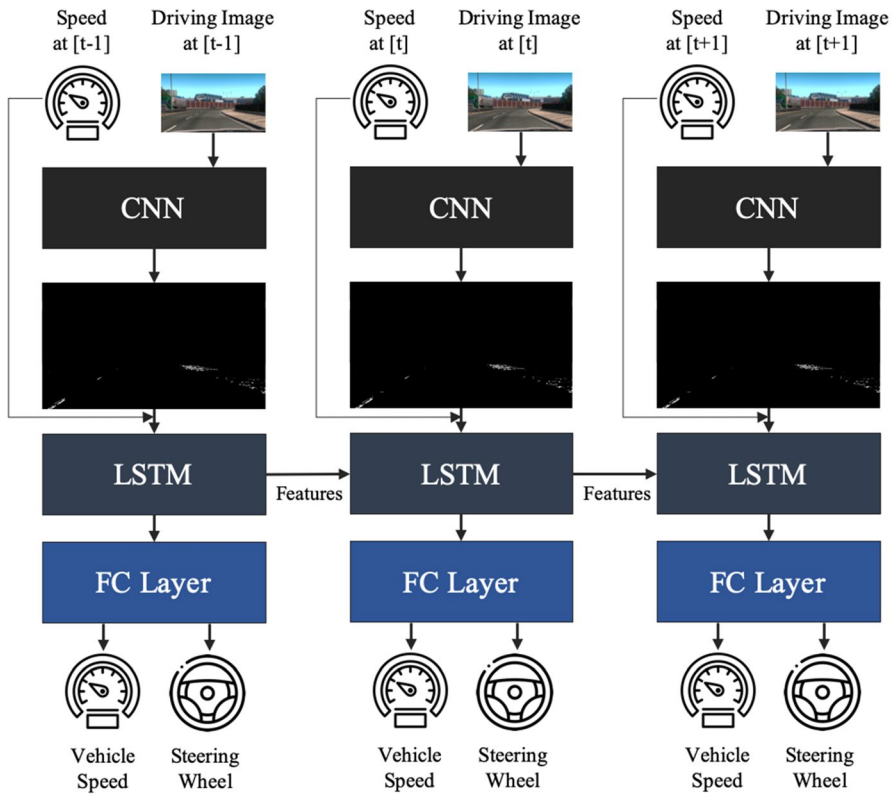 Speed
at [t-1]
Driving Image
at [t-1]
Speed
at [t]
Driving Image
at [t]
Speed
at [t+1]
Driving Image
at [t+1]
CNN
CNN
CNN
LSTM
Features
LSTM
Features
LSTM
FC Layer
FC Layer
FC Layer
Vehicle
Speed
Steering
Wheel
Vehicle
Speed
Steering
Wheel
Vehicle
Speed
Steering
Wheel